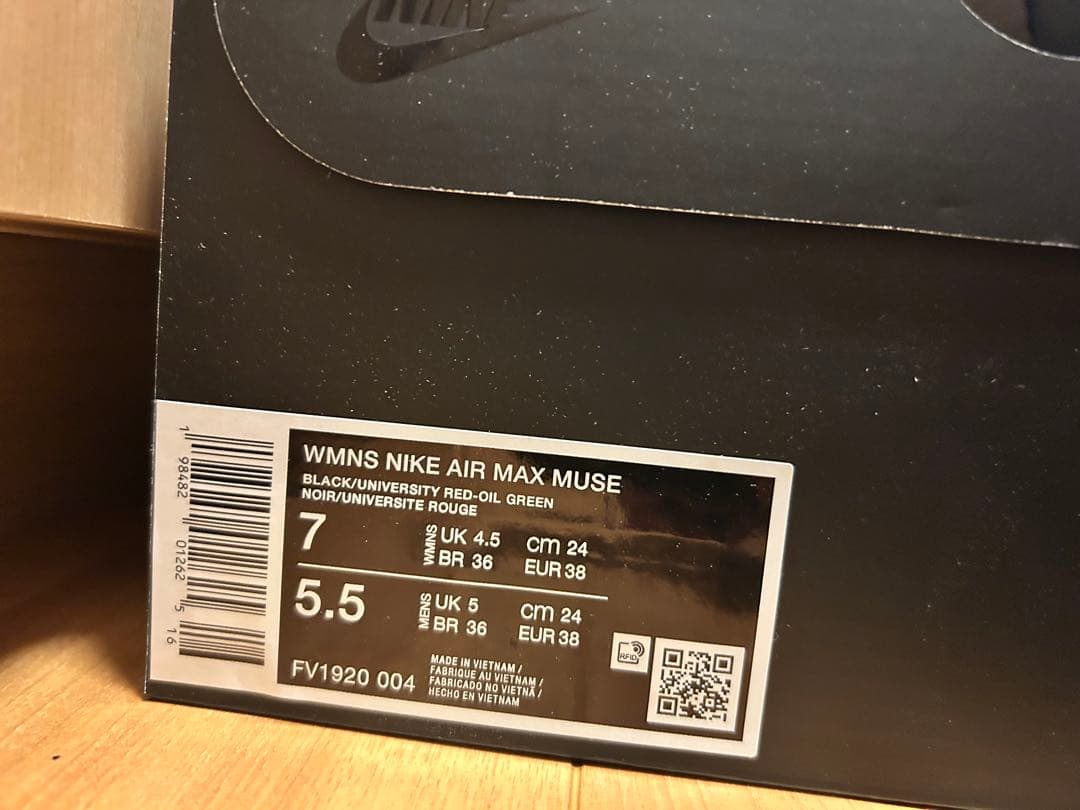 NIKE
WMNS NIKE AIR MAX MUSE
BLACK/UNIVERSITY RED-OIL GREEN
NOIR/UNIVERSITE ROUGE
7 WMNS UK 4.5 cm 24
BR 36 EUR 38
5.5 MENS UK 5 cm 24
BR 36 EUR 38
FV1920 004
MADE IN VIETNAM /
FABRIQUE AU VIETNAM /
FABRICADO NO VIETNÃ /
HECHO EN VIETNAM
RFID
1 98482 01262 5 16